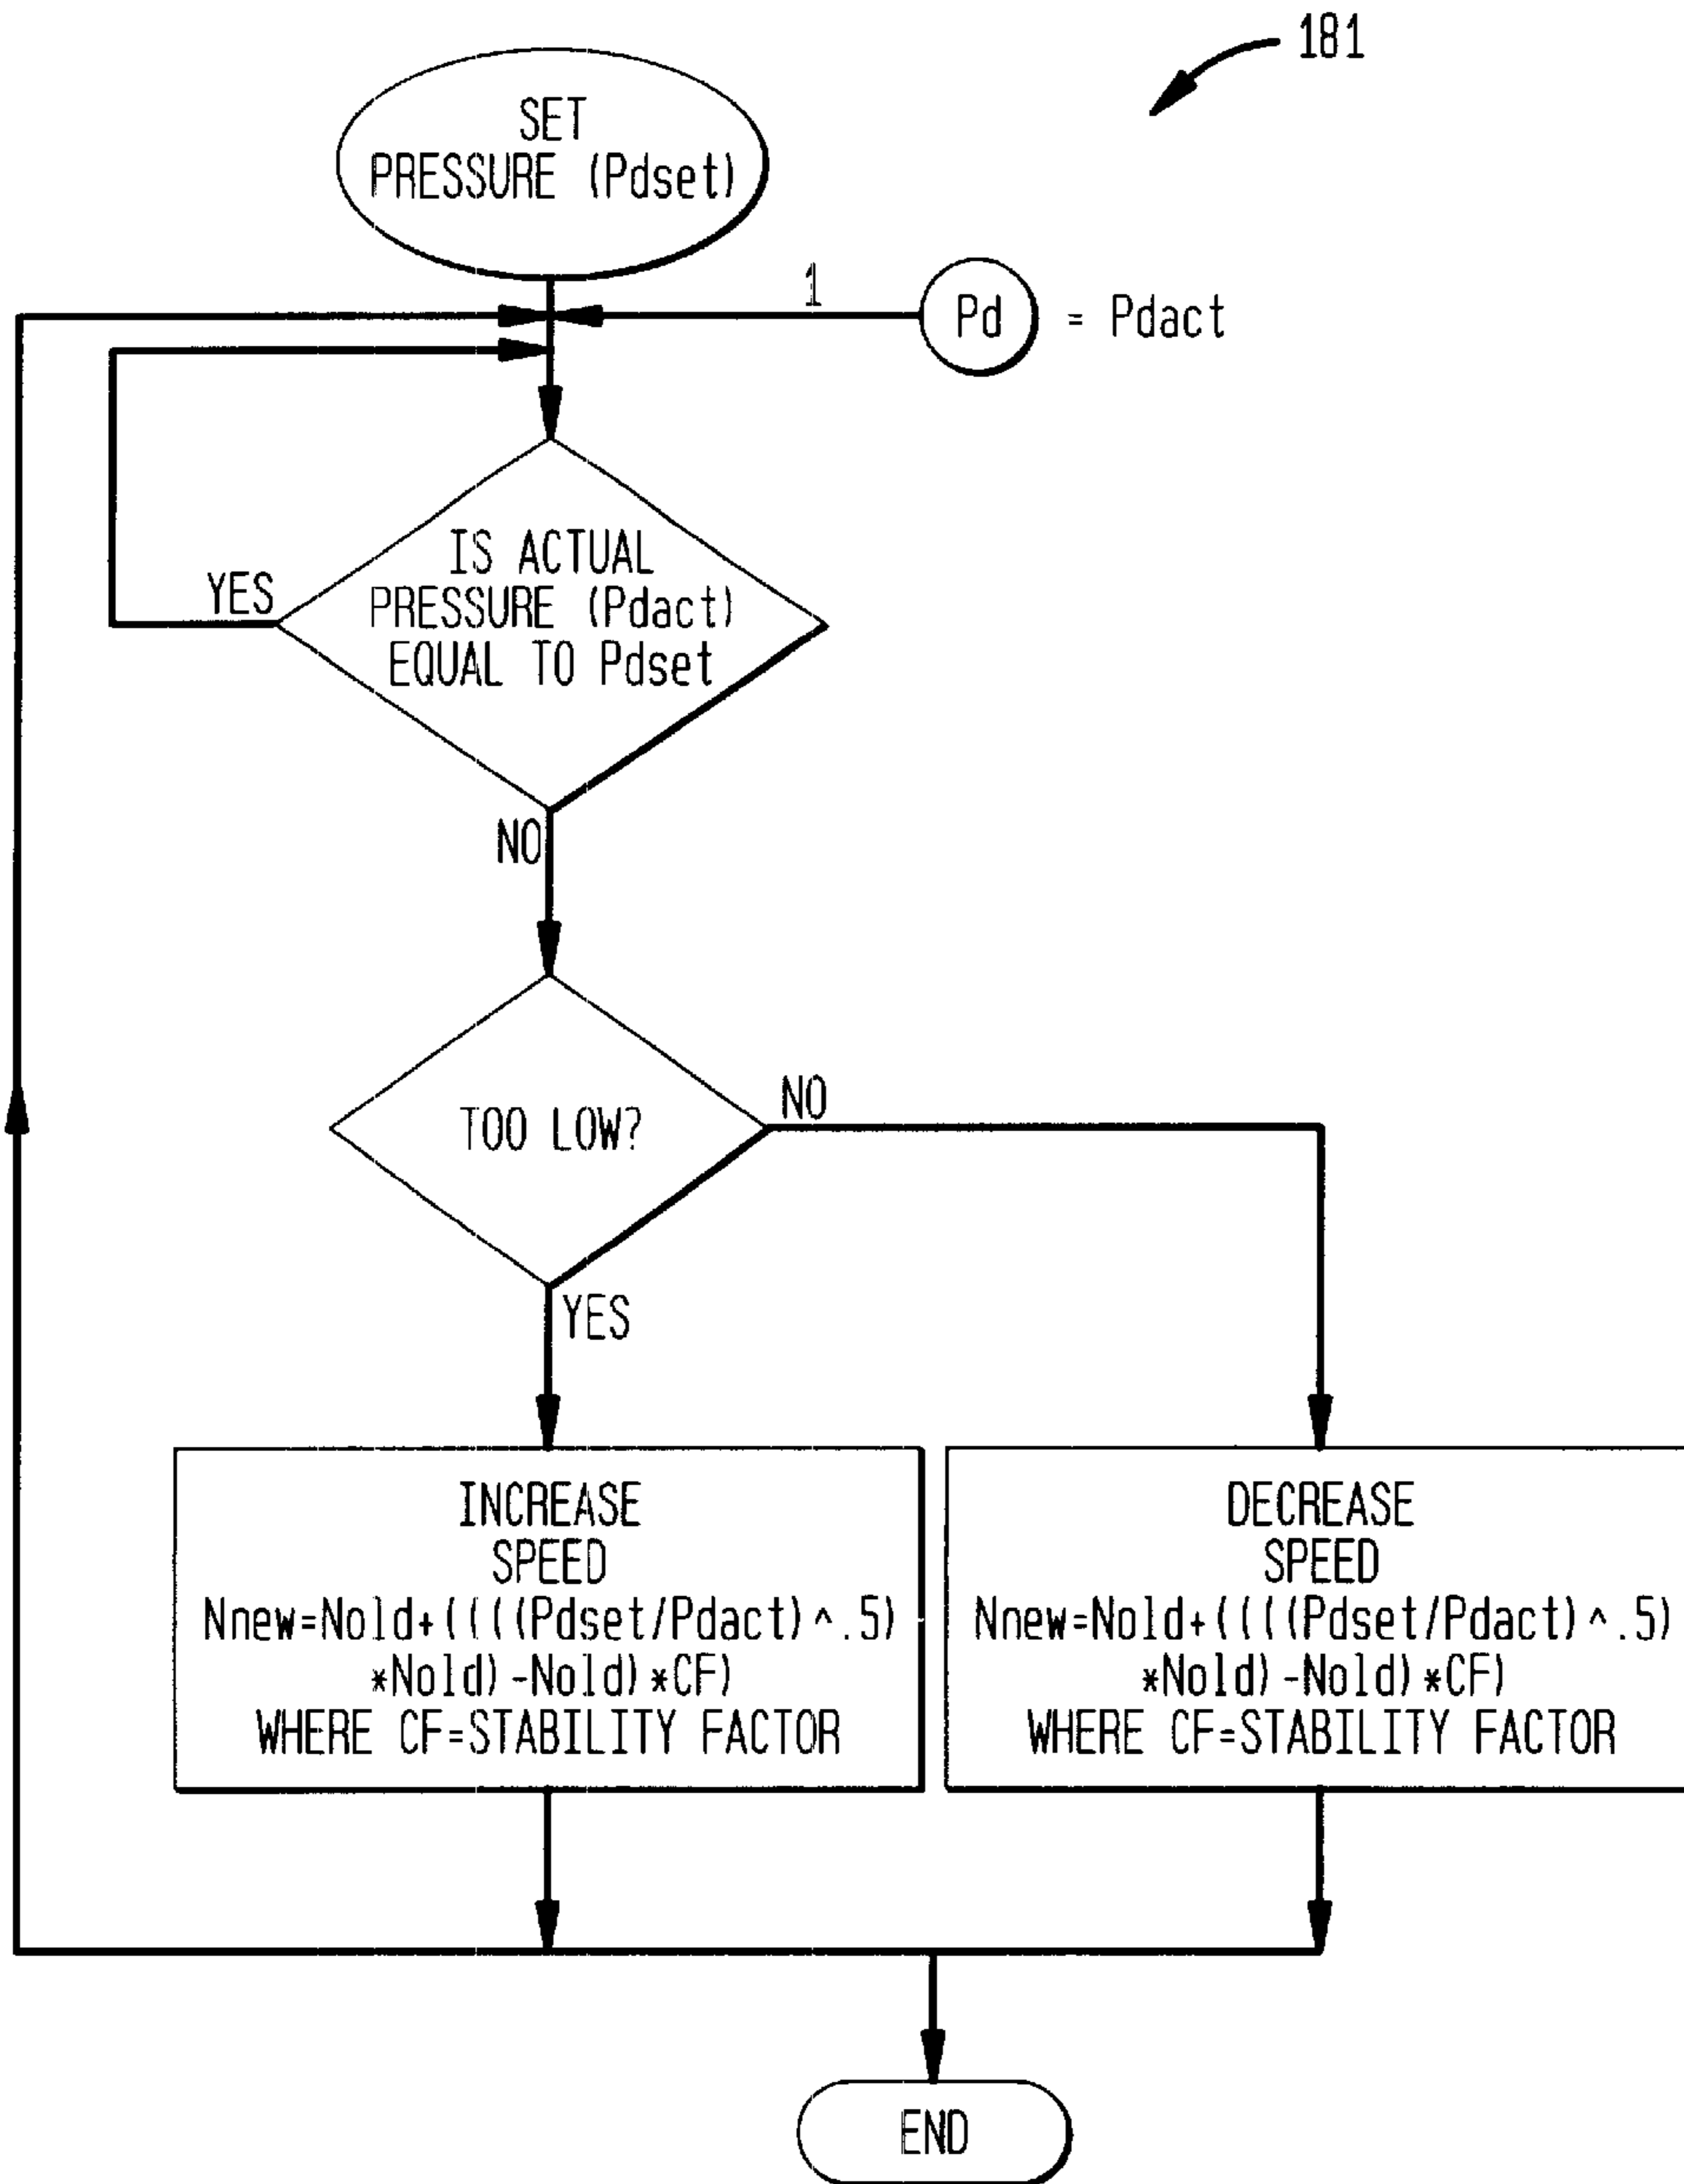 181
SET
PRESSURE (Pdset)
1
Pd = Pdact
IS ACTUAL
PRESSURE (Pdact)
EQUAL TO Pdset
YES
NO
TOO LOW?
NO
YES
INCREASE
SPEED
Nnew=Nold+((((Pdset/Pdact)^.5)
*Nold)-Nold)*CF)
WHERE CF=STABILITY FACTOR
DECREASE
SPEED
Nnew=Nold+((((Pdset/Pdact)^.5)
*Nold)-Nold)*CF)
WHERE CF=STABILITY FACTOR
END